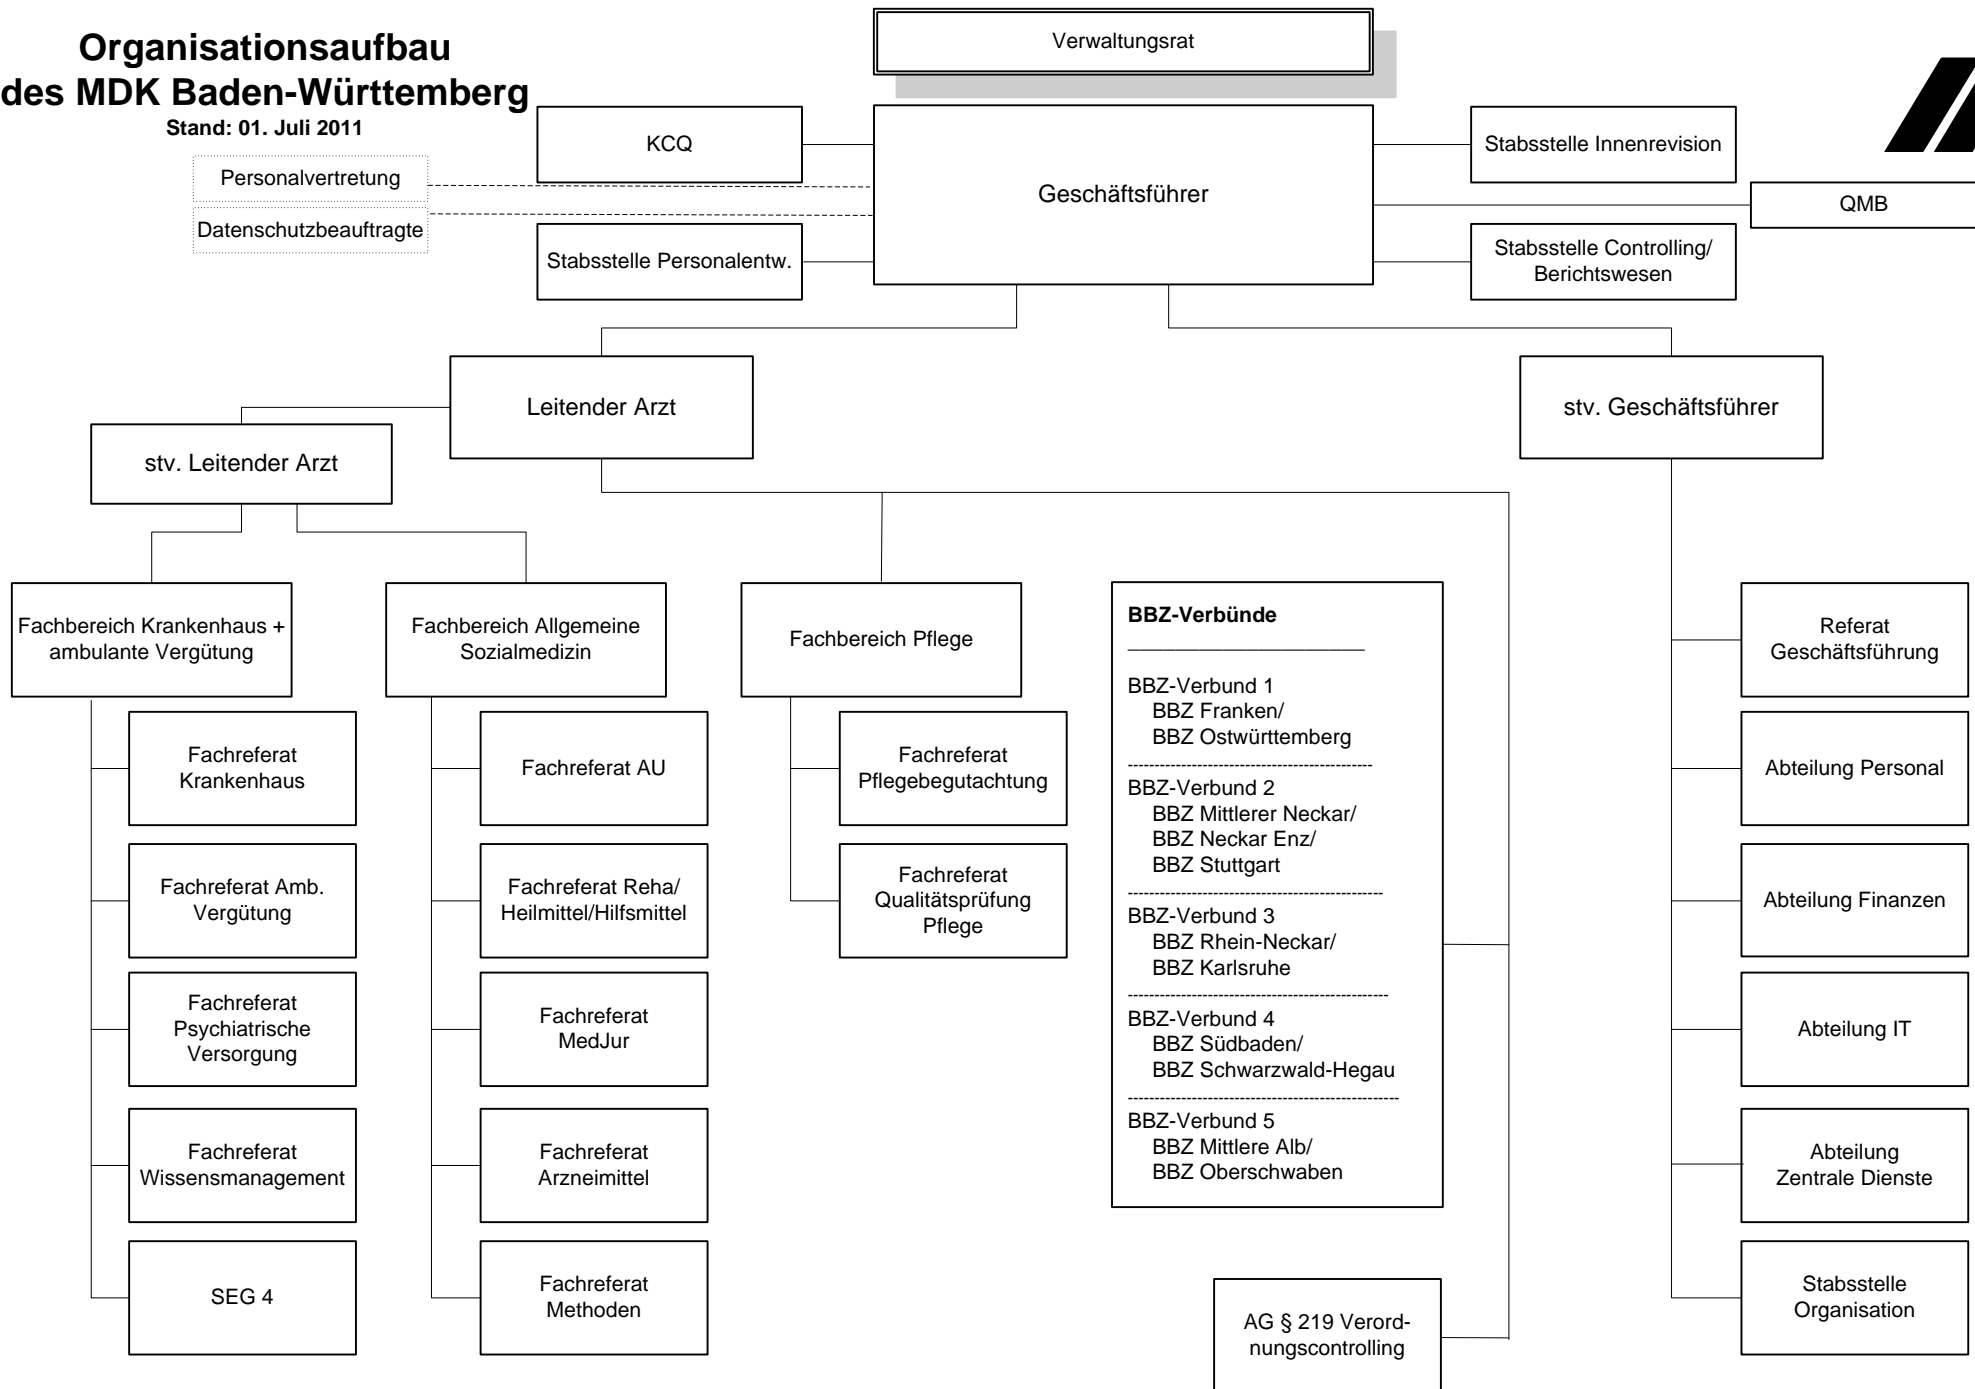 Organisationsaufbau
des MDK Baden-Württemberg
Stand: 01. Juli 2011
Verwaltungsrat
KCQ
Stabsstelle Innenrevision
Personalvertretung
Geschäftsführer
QMB
Datenschutzbeauftragte
Stabsstelle Personalentw.
Stabsstelle Controlling/
Berichtswesen
Leitender Arzt
stv. Geschäftsführer
stv. Leitender Arzt
Fachbereich Krankenhaus +
ambulante Vergütung
Fachreferat
Krankenhaus
Fachreferat Amb.
Vergütung
Fachreferat
Psychiatrische
Versorgung
Fachreferat
Wissensmanagement
SEG 4
Fachbereich Allgemeine
Sozialmedizin
Fachreferat AU
Fachreferat Reha/
Heilmittel/Hilfsmittel
Fachreferat
MedJur
Fachreferat
Arzneimittel
Fachreferat
Methoden
Fachbereich Pflege
Fachreferat
Pflegebegutachtung
Fachreferat
Qualitätsprüfung
Pflege
BBZ-Verbünde
BBZ-Verbund 1
BBZ Franken/
BBZ Ostwürttemberg
BBZ-Verbund 2
BBZ Mittlerer Neckar/
BBZ Neckar Enz/
BBZ Stuttgart
BBZ-Verbund 3
BBZ Rhein-Neckar/
BBZ Karlsruhe
BBZ-Verbund 4
BBZ Südbaden/
BBZ Schwarzwald-Hegau
BBZ-Verbund 5
BBZ Mittlere Alb/
BBZ Oberschwaben
AG § 219 Verord-
nungscontrolling
Referat
Geschäftsführung
Abteilung Personal
Abteilung Finanzen
Abteilung IT
Abteilung
Zentrale Dienste
Stabsstelle
Organisation